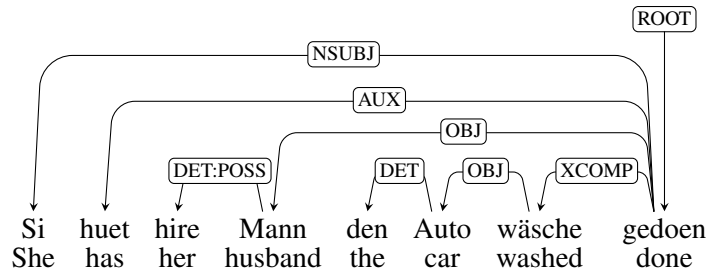 ROOT
NSUBJ
AUX
OBJ
DET:POSS DET OBJ XCOMP
Si huet hire Mann den Auto wäsche gedoen
She has her husband the car washed done